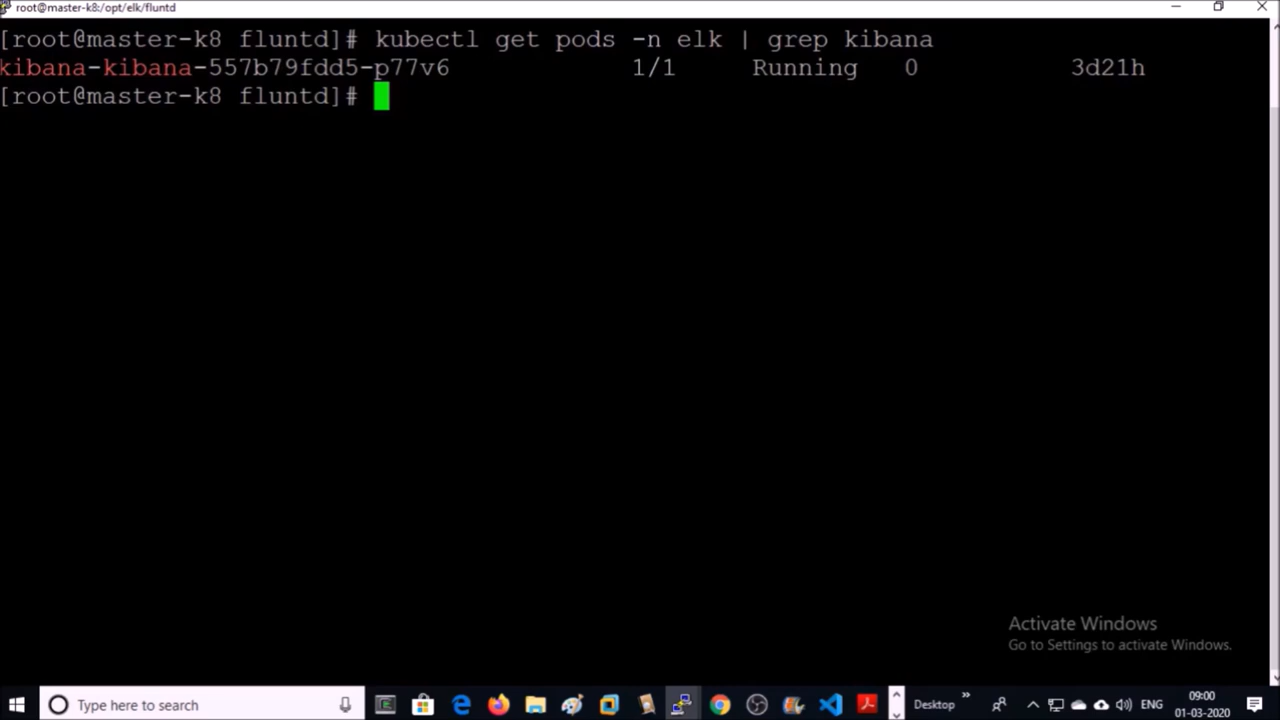 root@master-k8:/opt/elk/fluntd
[root@master-k8 fluntd]# kubectl get pods -n elk | grep kibana
kibana-kibana-557b79fdd5-p77v6 1/1 Running 0 3d21h
[root@master-k8 fluntd]#
Activate Windows
Go to Settings to activate Windows.
Type here to search
Desktop
ENG
09:00
01-03-2020